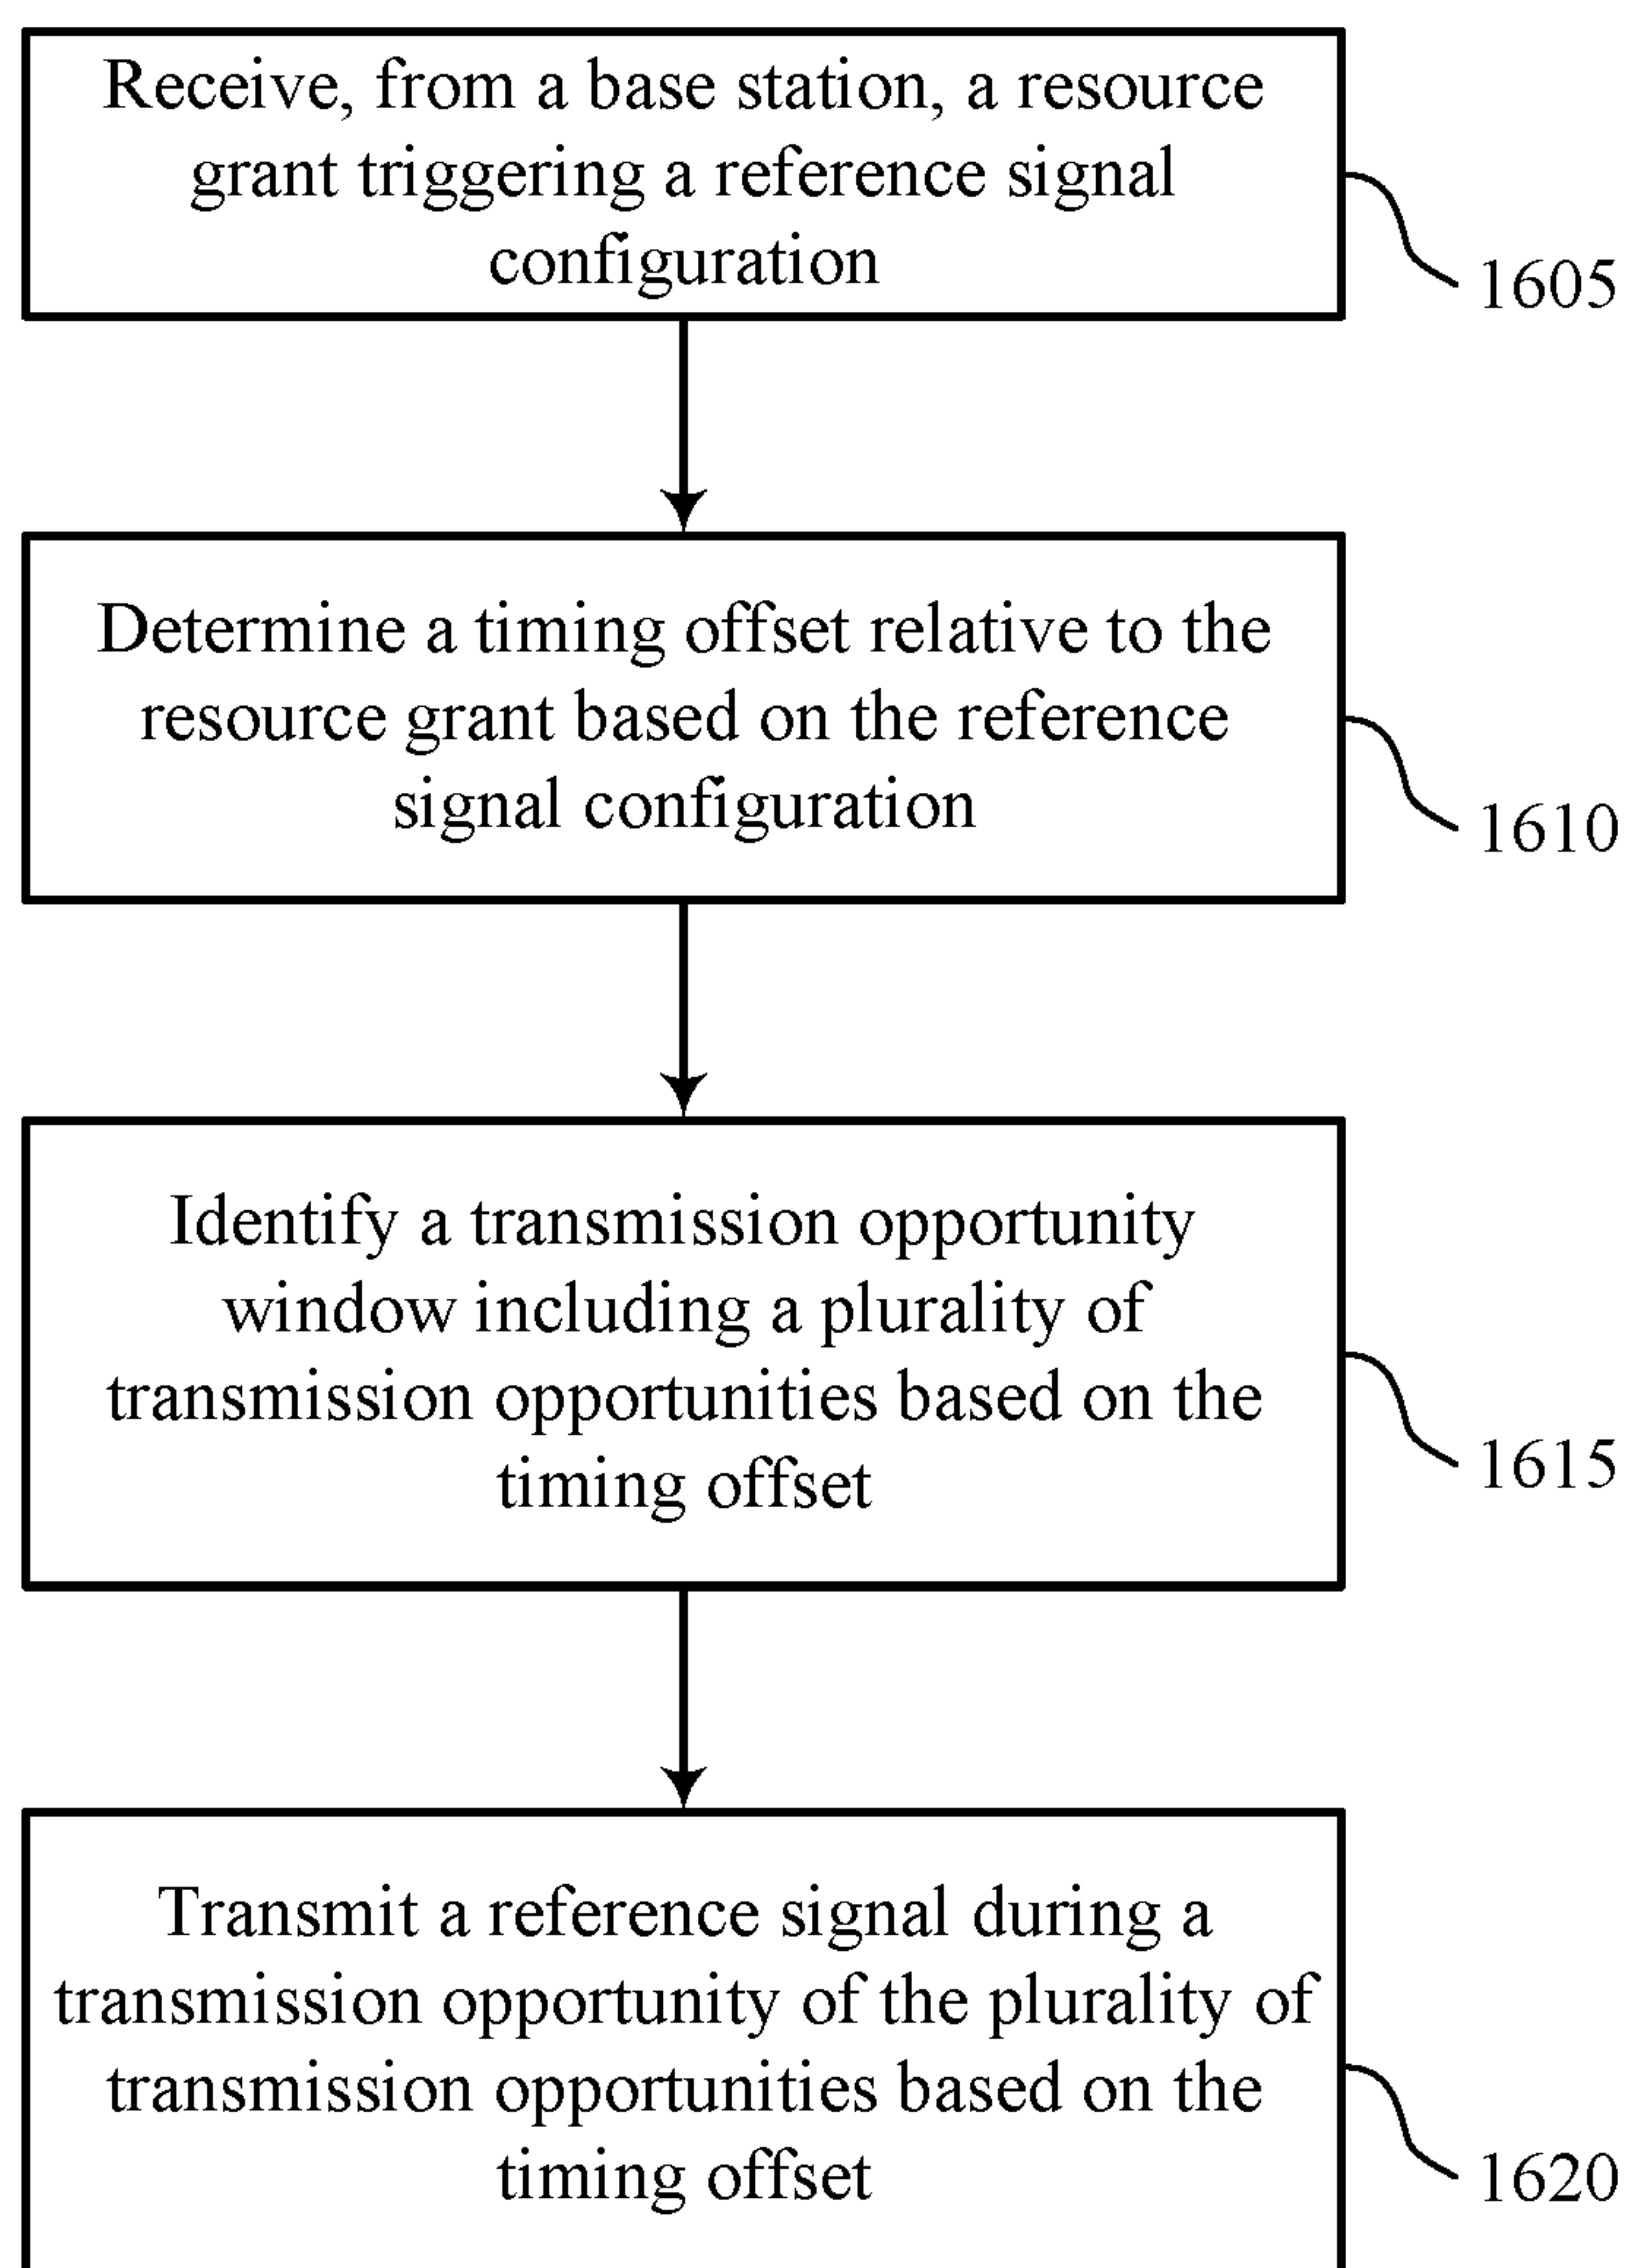 Receive, from a base station, a resource
grant triggering a reference signal
configuration
1605
Determine a timing offset relative to the
resource grant based on the reference
signal configuration
1610
Identify a transmission opportunity
window including a plurality of
transmission opportunities based on the
timing offset
1615
Transmit a reference signal during a
transmission opportunity of the plurality of
transmission opportunities based on the
timing offset
1620